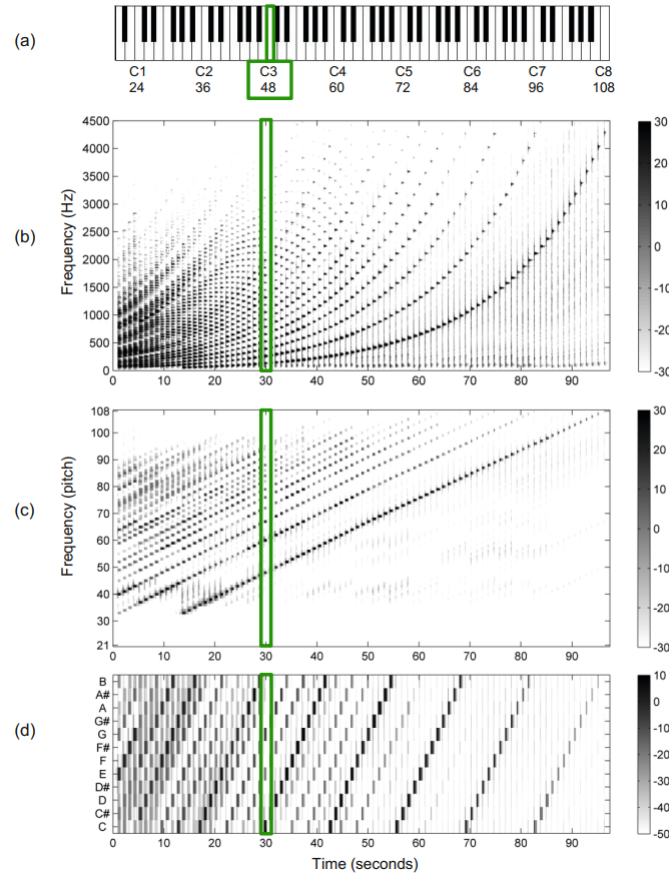 (a)
C1 C2 C3 C4 C5 C6 C7 C8
24 36 48 60 72 84 96 108
(b)
Frequency (Hz)
4500
4000
3500
3000
2500
2000
1500
1000
500
0
0 10 20 30 40 50 60 70 80 90
30
20
10
0
-10
-20
-30
(c)
Frequency (pitch)
108
100
90
80
70
60
50
40
30
21
0 10 20 30 40 50 60 70 80 90
30
20
10
0
-10
-20
-30
(d)
B
A#
A
G#
G
F#
F
E
D#
D
C#
C
0 10 20 30 40 50 60 70 80 90
Time (seconds)
10
0
-10
-20
-30
-40
-50